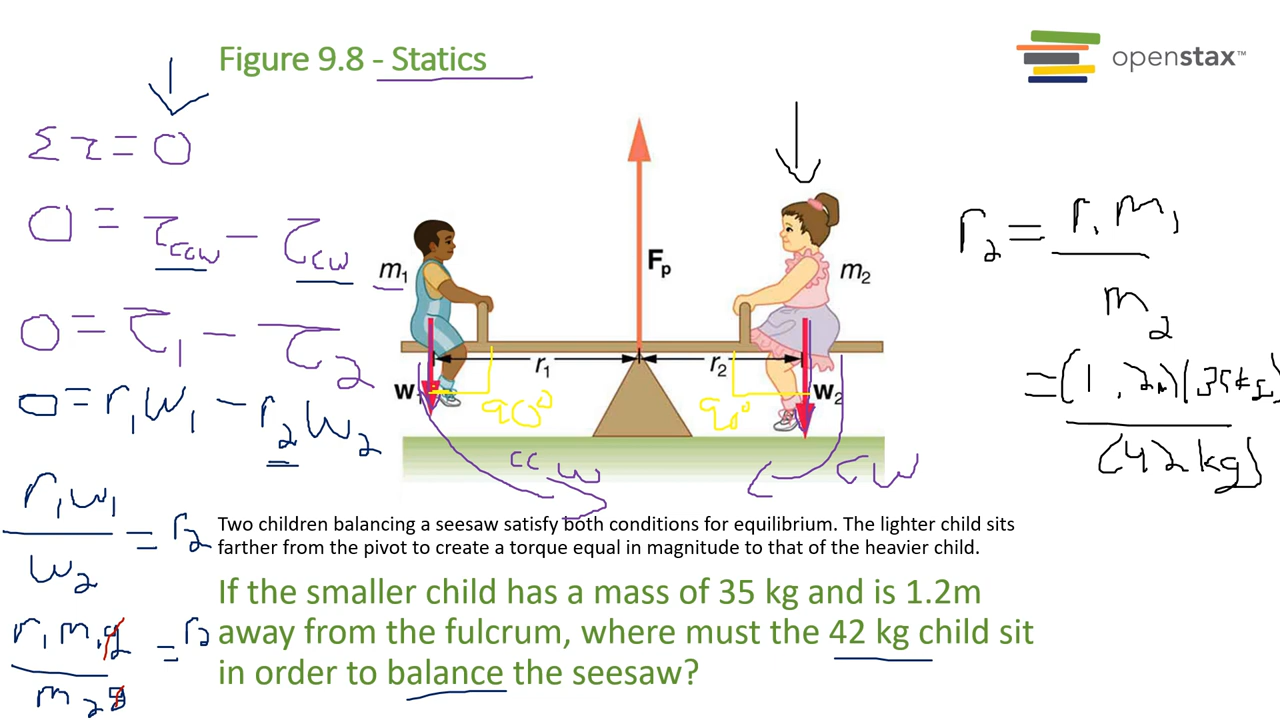 Figure 9.8 - Statics
openstax™
Στ = 0
0 = τccw - τcw
0 = τ1 - τ2
0 = r1w1 - r2w2
r1w1
w2
= r2
r1m1g
m2g
= r2
m1
m2
Fp
r1
r2
w
w2
90°
90°
ccw
cw
r2 = r1m1
m2
= (1.2m)(35kg)
(42kg)
Two children balancing a seesaw satisfy both conditions for equilibrium. The lighter child sits
farther from the pivot to create a torque equal in magnitude to that of the heavier child.
If the smaller child has a mass of 35 kg and is 1.2m
away from the fulcrum, where must the 42 kg child sit
in order to balance the seesaw?